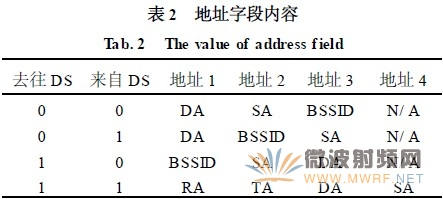 表 2 地址字段内容
Tab. 2 The value of address field
去往 DS 来自 DS 地址 1 地址 2 地址 3 地址 4
0 0 DA SA BSSID N/A
0 1 DA BSSID SA N/A
1 0 BSSID SA DA N/A
1 1 RA TA DA SA
微波射频网
WWW.MWRF.NET